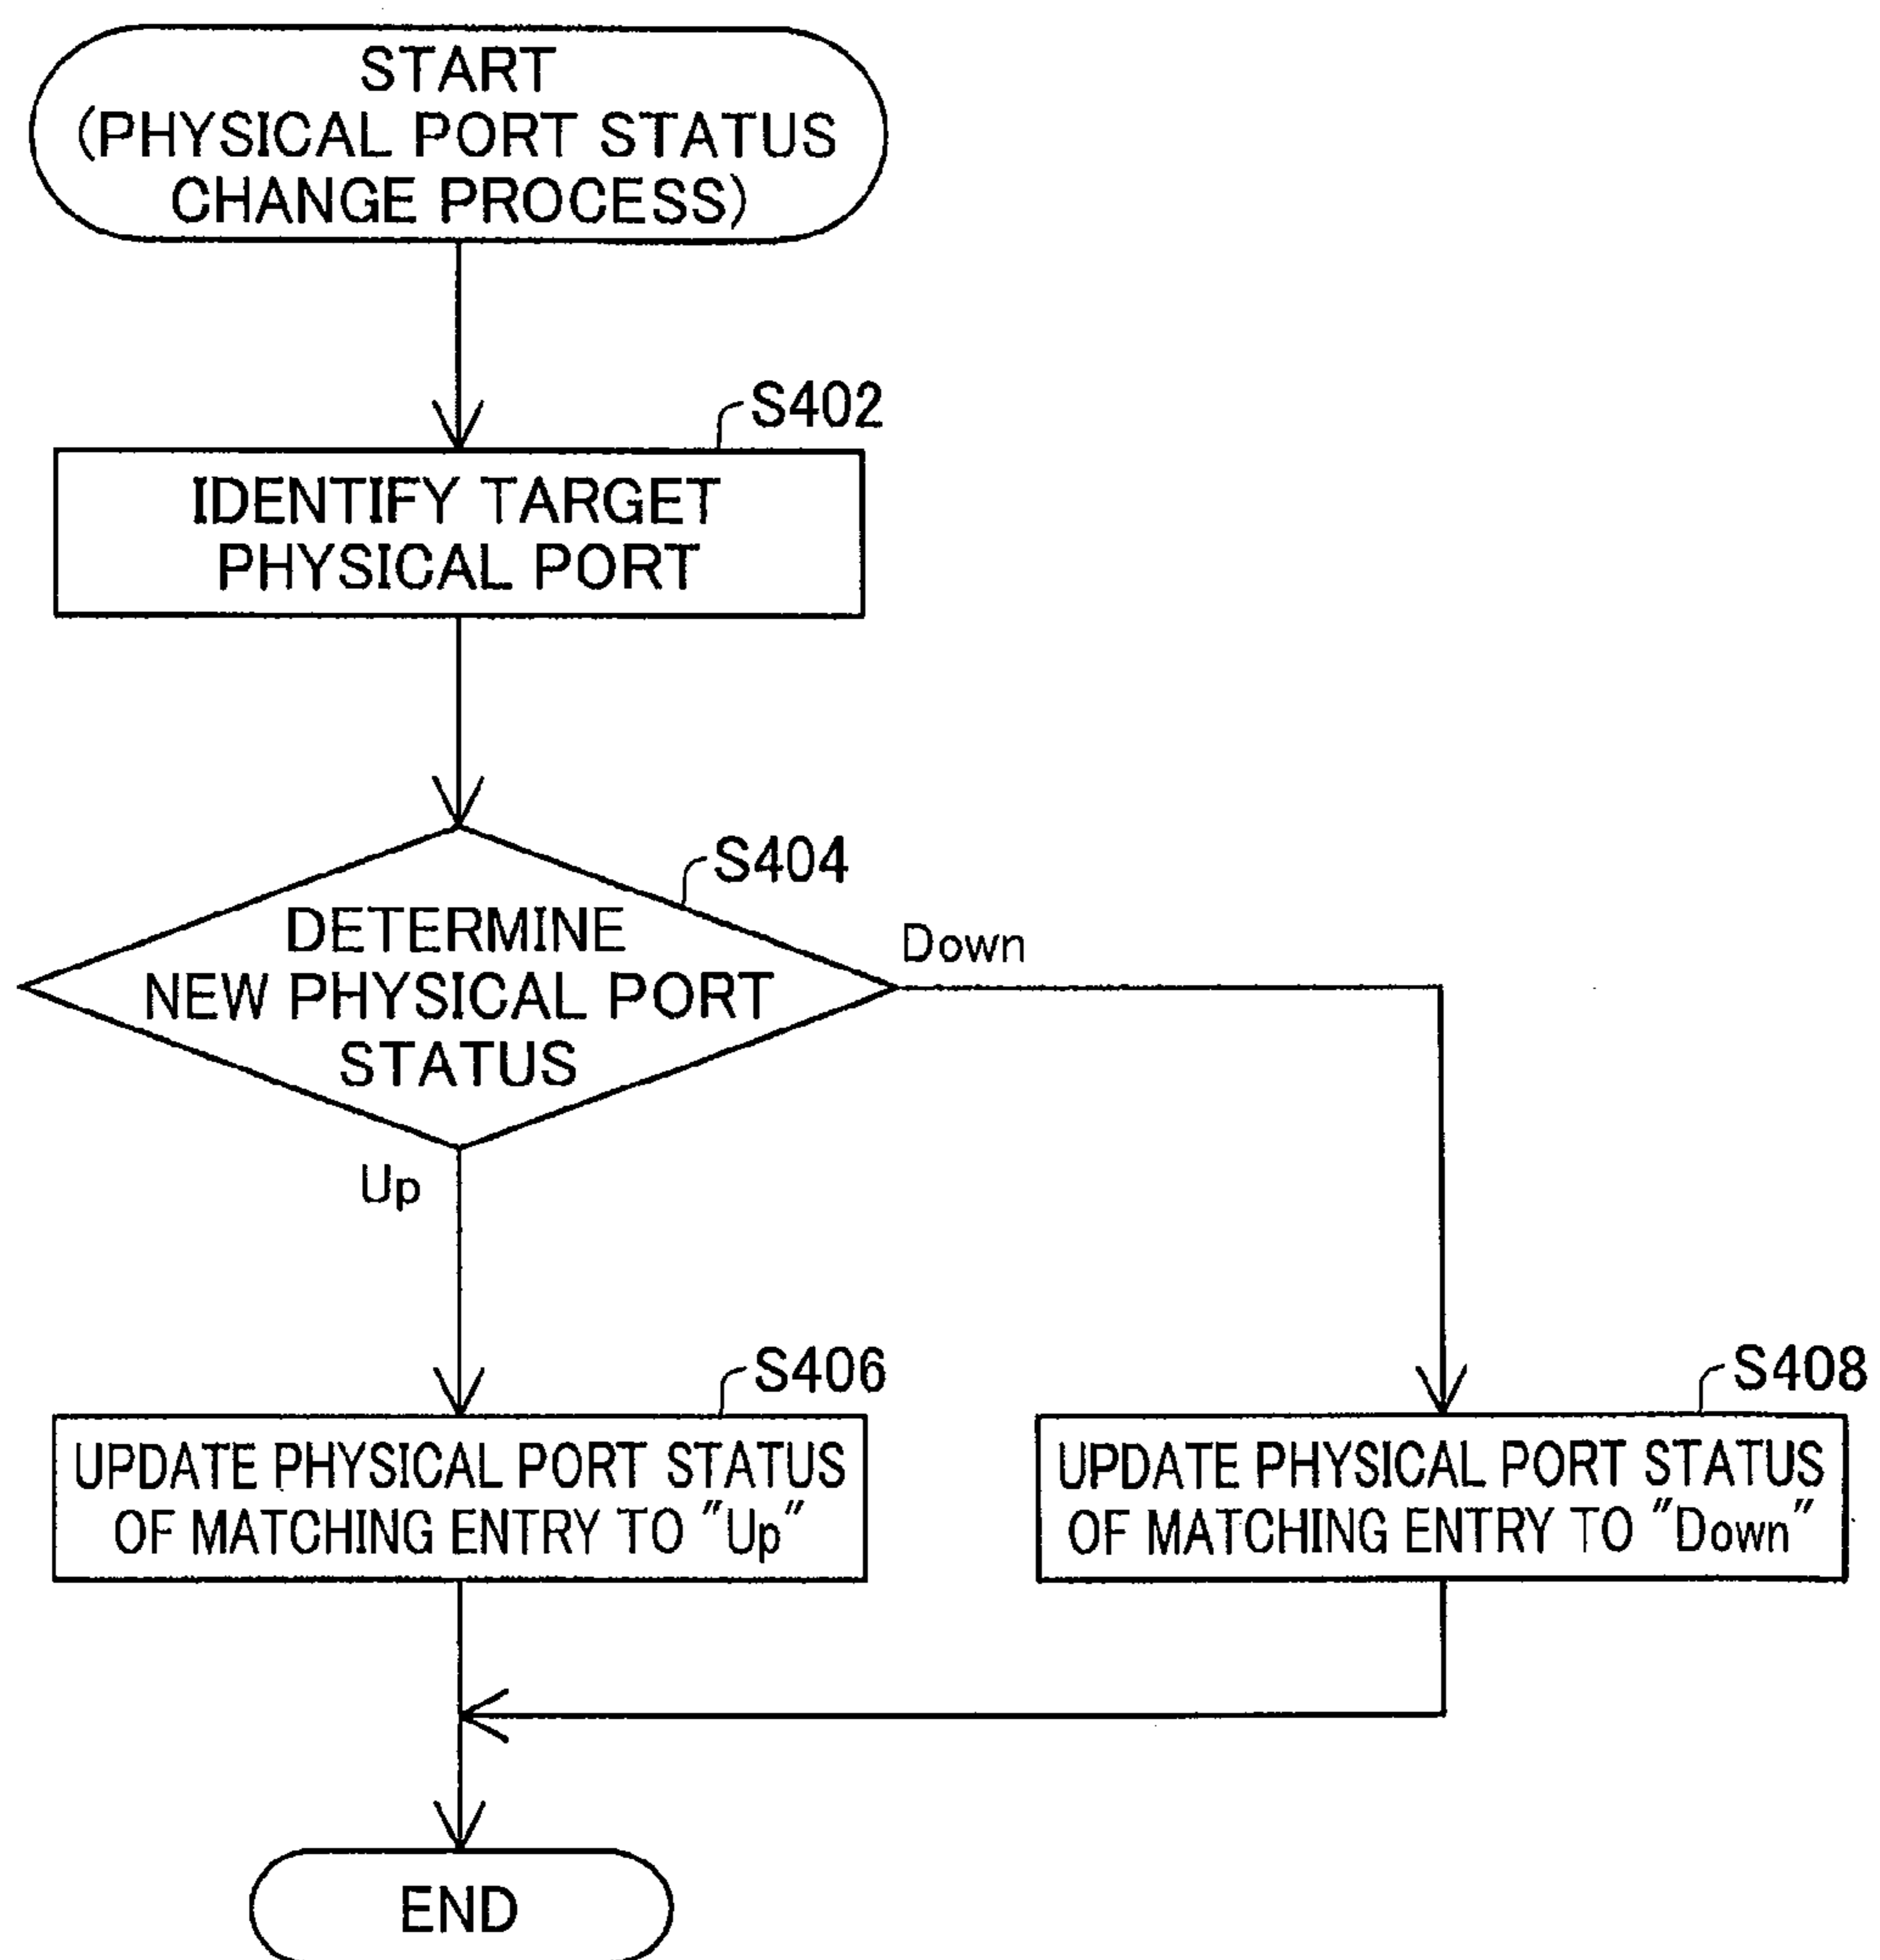 START
(PHYSICAL PORT STATUS
CHANGE PROCESS)
S402
IDENTIFY TARGET
PHYSICAL PORT
S404
DETERMINE
NEW PHYSICAL PORT
STATUS
Down
Up
S406
UPDATE PHYSICAL PORT STATUS
OF MATCHING ENTRY TO "Up"
S408
UPDATE PHYSICAL PORT STATUS
OF MATCHING ENTRY TO "Down"
END